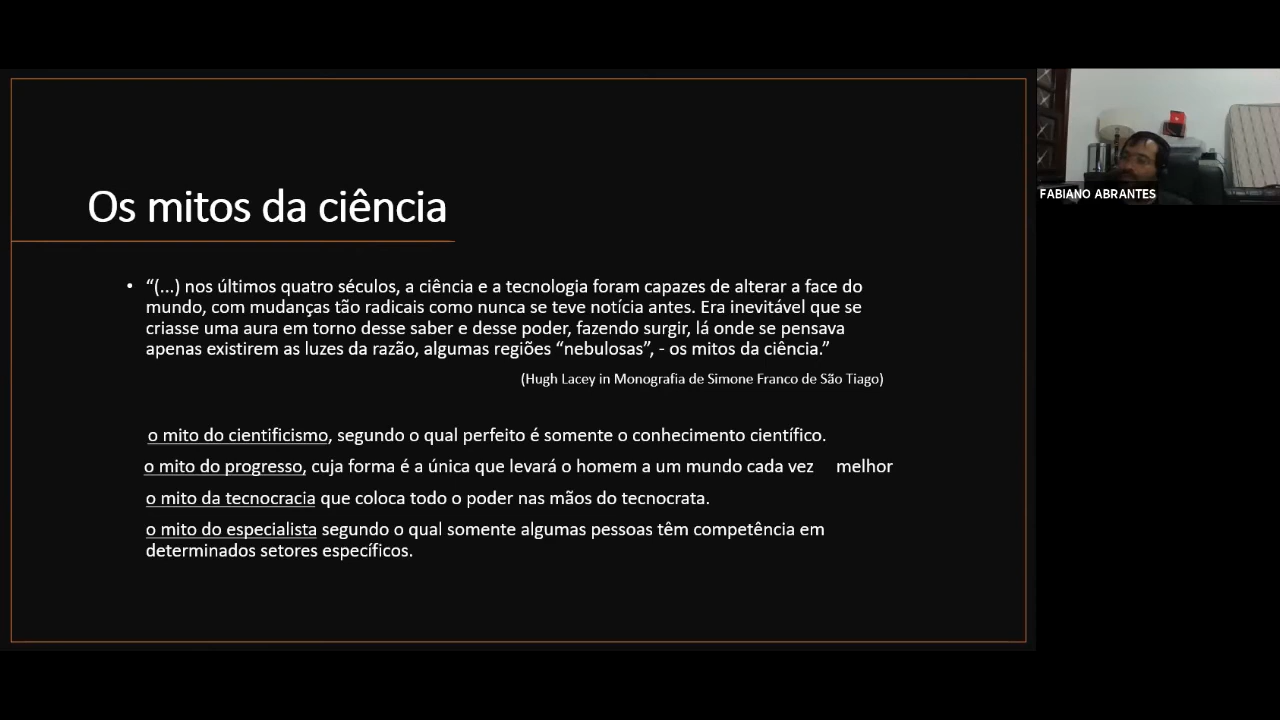 Os mitos da ciência
• “(...) nos últimos quatro séculos, a ciência e a tecnologia foram capazes de alterar a face do
mundo, com mudanças tão radicais como nunca se teve notícia antes. Era inevitável que se
criasse uma aura em torno desse saber e desse poder, fazendo surgir, lá onde se pensava
apenas existirem as luzes da razão, algumas regiões “nebulosas”, - os mitos da ciência.”
(Hugh Lacey in Monografia de Simone Franco de São Tiago)
o mito do cientificismo, segundo o qual perfeito é somente o conhecimento científico.
o mito do progresso, cuja forma é a única que levará o homem a um mundo cada vez melhor
o mito da tecnocracia que coloca todo o poder nas mãos do tecnocrata.
o mito do especialista segundo o qual somente algumas pessoas têm competência em
determinados setores específicos.
FABIANO ABRANTES